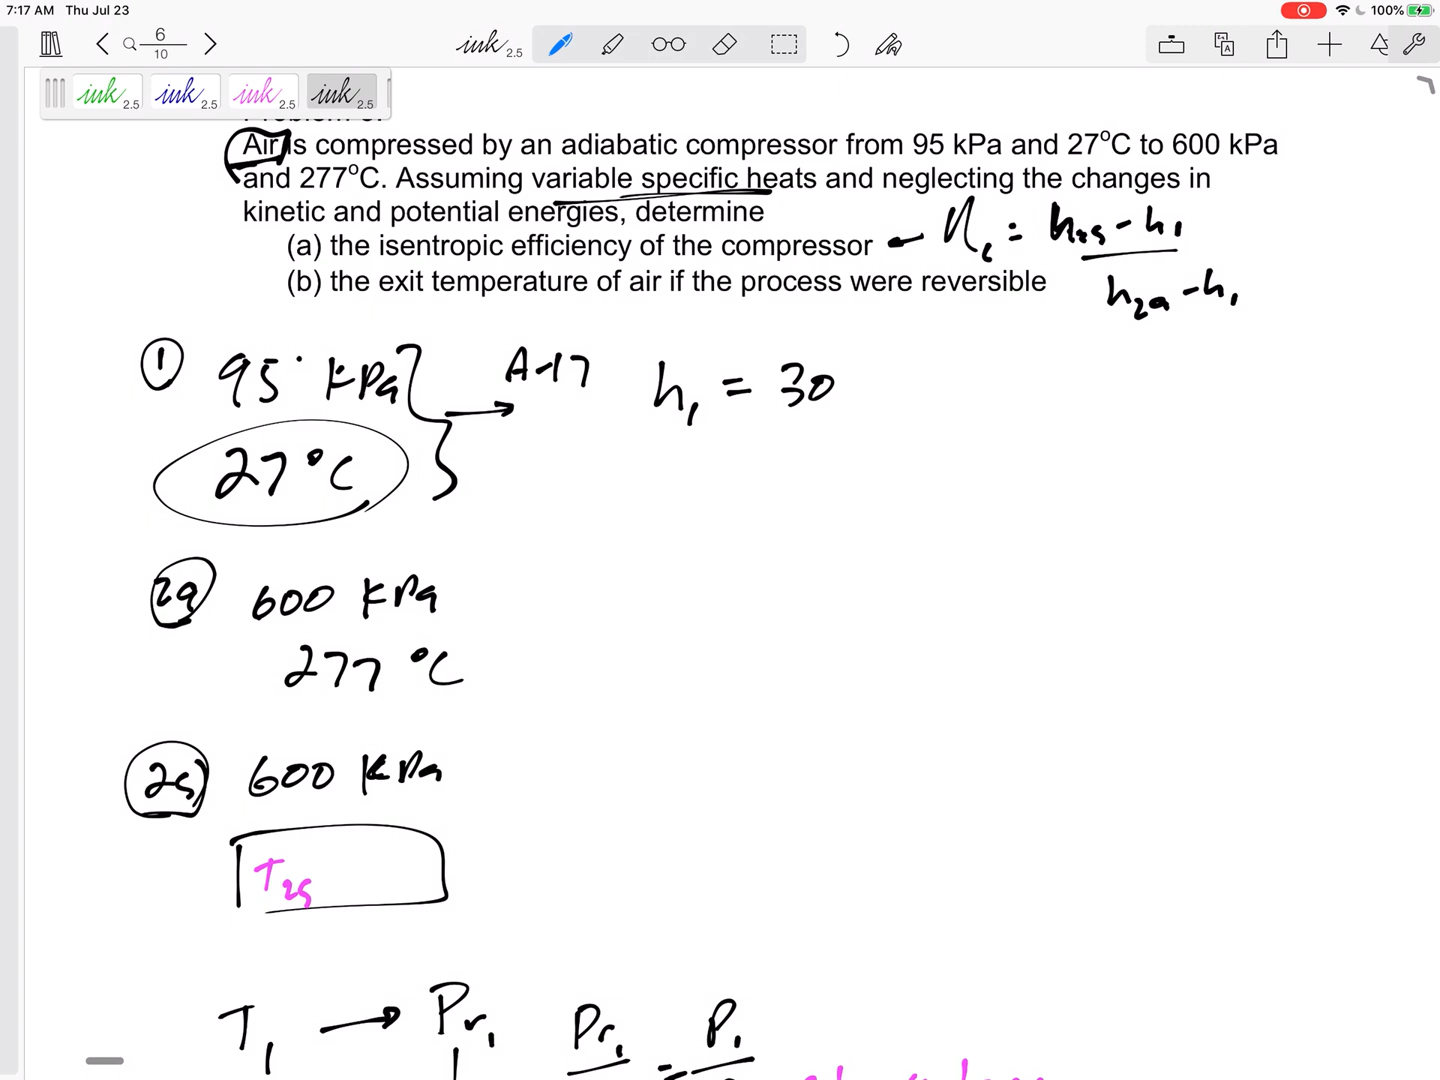 7:17 AM Thu Jul 23
100%
6
10
ink 2.5
ink 2.5 ink 2.5 ink 2.5 ink 2.5
Air is compressed by an adiabatic compressor from 95 kPa and 27°C to 600 kPa
and 277°C. Assuming variable specific heats and neglecting the changes in
kinetic and potential energies, determine
(a) the isentropic efficiency of the compressor
(b) the exit temperature of air if the process were reversible
ηc = h2s - h1
h2a - h1
1 95 kPa
27°C
A-17 h1 = 30
2a 600 kPa
277 °C
2s 600 kPa
T2s
T1 → Pr1 Pr1 = P1